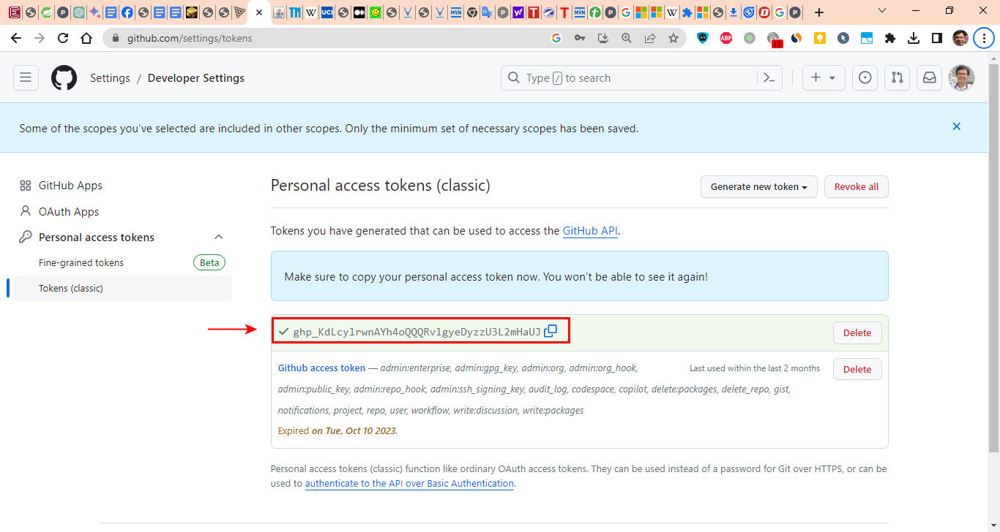 github.com/settings/tokens
ABP
12
Settings / Developer Settings
Type / to search
Some of the scopes you’ve selected are included in other scopes. Only the minimum set of necessary scopes has been saved.
GitHub Apps
OAuth Apps
Personal access tokens
Fine-grained tokens Beta
Tokens (classic)
Personal access tokens (classic)
Generate new token
Revoke all
Tokens you have generated that can be used to access the GitHub API.
Make sure to copy your personal access token now. You won’t be able to see it again!
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
Delete
Github access token — admin:enterprise, admin:gpg_key, admin:org, admin:org_hook,
Last used within the last 2 months
Delete
admin:public_key, admin:repo_hook, admin:ssh_signing_key, audit_log, codespace, copilot, delete:packages, delete_repo, gist,
notifications, project, repo, user, workflow, write:discussion, write:packages
Expired on Tue, Oct 10 2023.
Personal access tokens (classic) function like ordinary OAuth access tokens. They can be used instead of a password for Git over HTTPS, or can be
used to authenticate to the API over Basic Authentication.